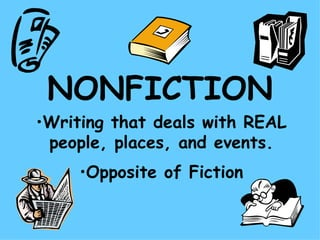 NONFICTION
•Writing that deals with REAL
people, places, and events.
•Opposite of Fiction